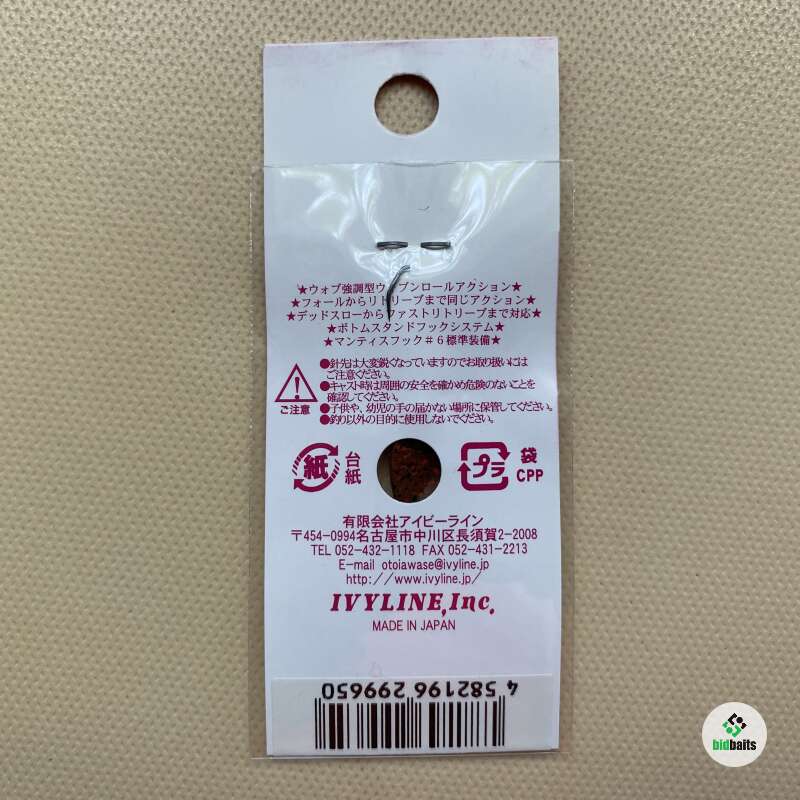 ★ウォブ強調型ウ ブンロールアクション★
★フォールからリトリーブまで同じアクション★
★デッドスローからファストリトリーブまで対応★
★ボトムスタンドフックシステム★
★マンティスフック＃６標準装備★
●針先は大変鋭くなっていますのでお取り扱いには
ご注意ください。
●キャスト時は周囲の安全を確かめ危険のないことを
確認してください。
●子供や、幼児の手の届かない場所に保管してください。
●釣り以外の目的に使用しないでください。
ご注意
紙 台紙
プラ 袋 CPP
有限会社アイビーライン
〒454-0994名古屋市中川区長須賀2-2008
TEL 052-432-1118 FAX 052-431-2213
E-mail otoiawase@ivyline.jp
http://www.ivyline.jp/
IVYLINE,Inc.
MADE IN JAPAN
4 582196 299650
bidbaits